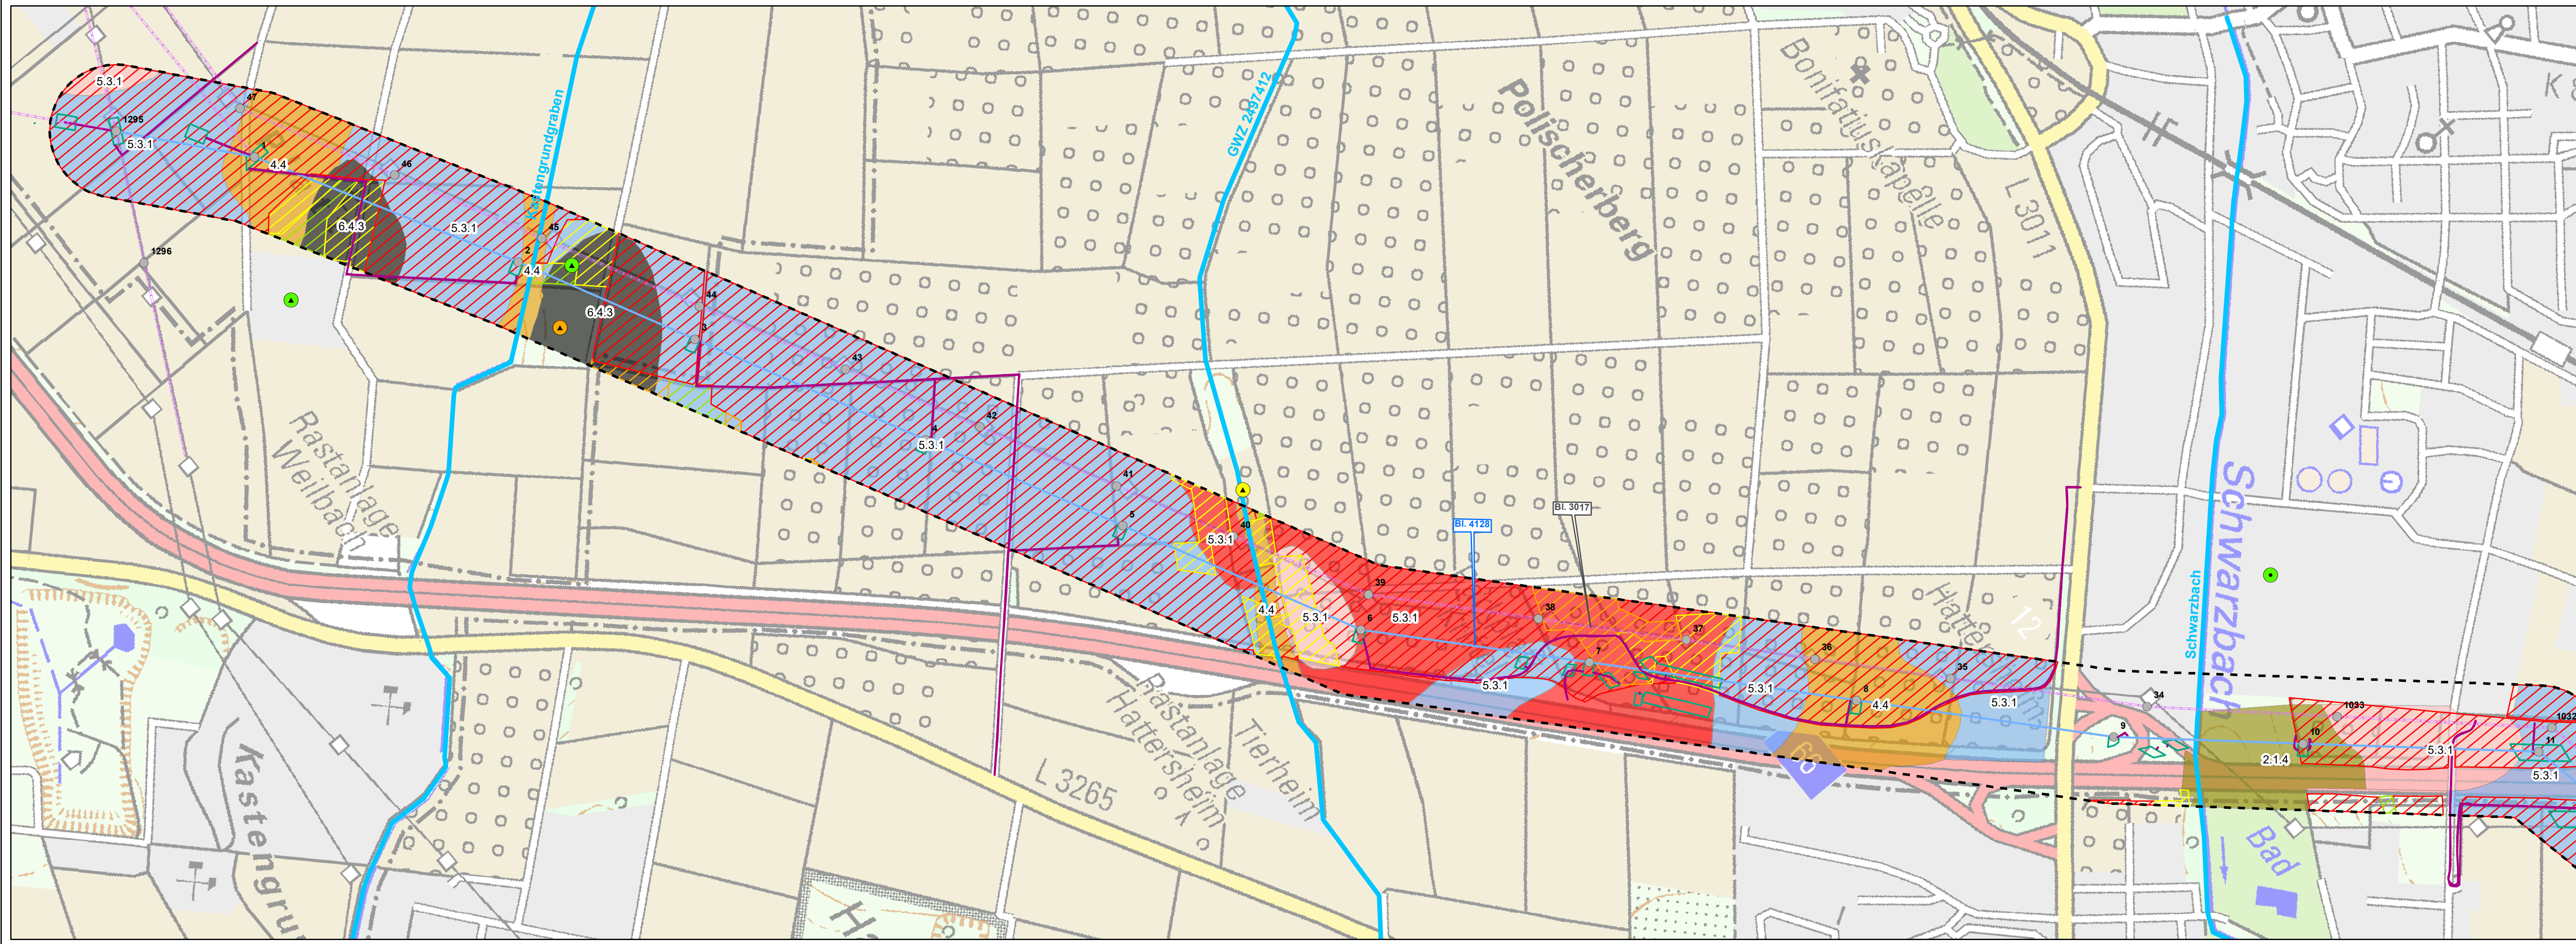 5.3.1
1295
5.3.1
47
1
4.4
1296
6.4.3
46
5.3.1
Kastengrundgraben
45
2
4.4
6.4.3
44
3
43
42
4
5.3.1
41
5
GWZ 2497412
40
5.3.1
4.4
5.3.1
39
6
5.3.1
Bl. 4128
Bl. 3017
38
7
37
5.3.1
5.3.1
36
8
4.4
35
5.3.1
Polischerberg
Bonifatiuskapelle
L 3011
K 8
Schwarzbach
Schwarzbach
34
9
1033
10
2.1.4
5.3.1
1032
11
5.3.1
Rastanlage
Weilbach
Rastanlage
Hattersheim
Tierheim
L 3265
Kastengrun
12
66
Bad